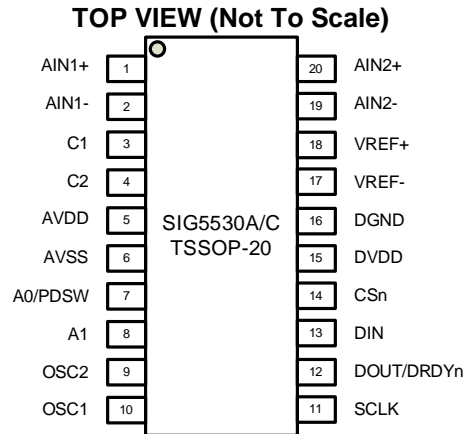 TOP VIEW (Not To Scale)
AIN1+ 1 20 AIN2+
AIN1- 2 19 AIN2-
C1 3 18 VREF+
C2 4 17 VREF-
AVDD 5 SIG5530A/C 16 DGND
AVSS 6 TSSOP-20 15 DVDD
A0/PDSW 7 14 CSn
A1 8 13 DIN
OSC2 9 12 DOUT/DRDYn
OSC1 10 11 SCLK